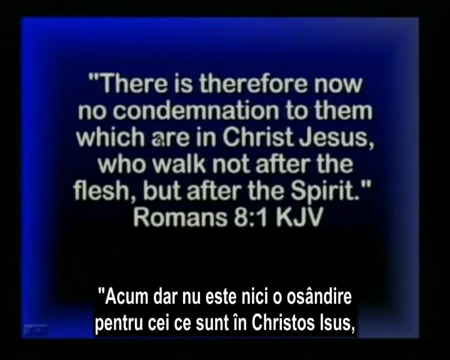 "There is therefore now
no condemnation to them
which are in Christ Jesus,
who walk not after the
flesh, but after the Spirit."
Romans 8:1 KJV
"Acum dar nu este nici o osândire
pentru cei ce sunt în Christos Isus,